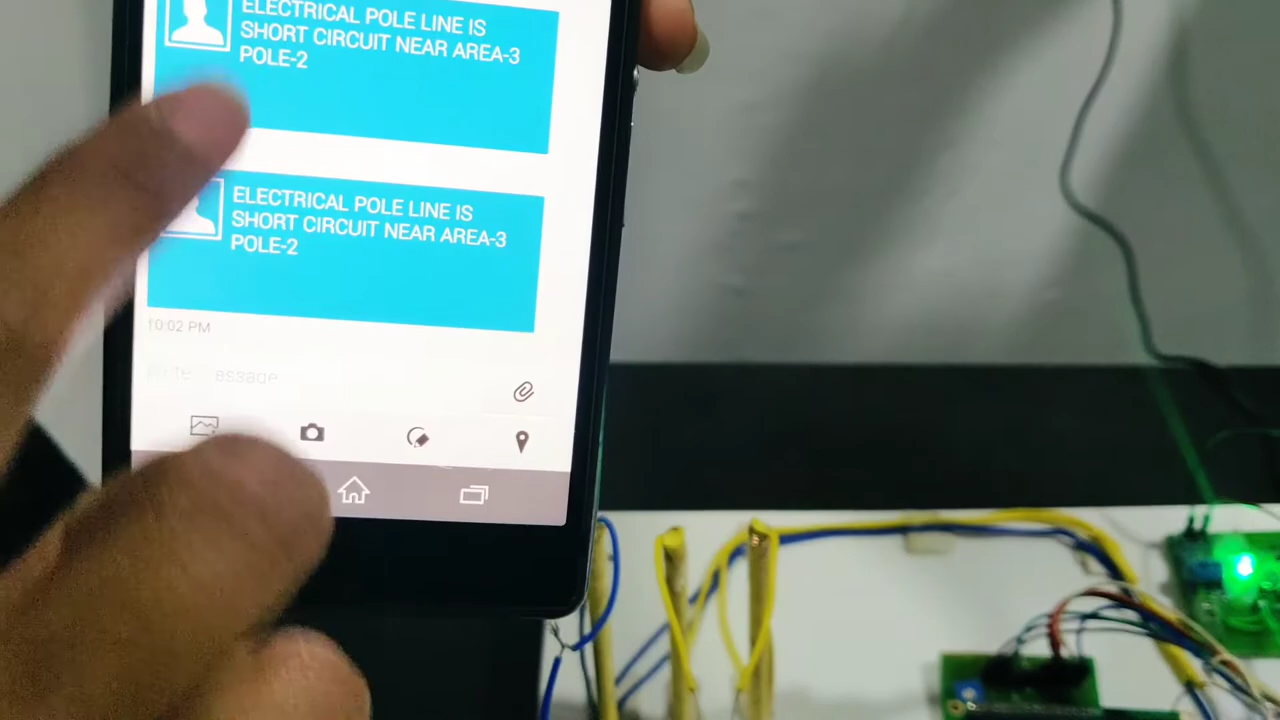 ELECTRICAL POLE LINE IS
SHORT CIRCUIT NEAR AREA-3
POLE-2
ELECTRICAL POLE LINE IS
SHORT CIRCUIT NEAR AREA-3
POLE-2
10:02 PM